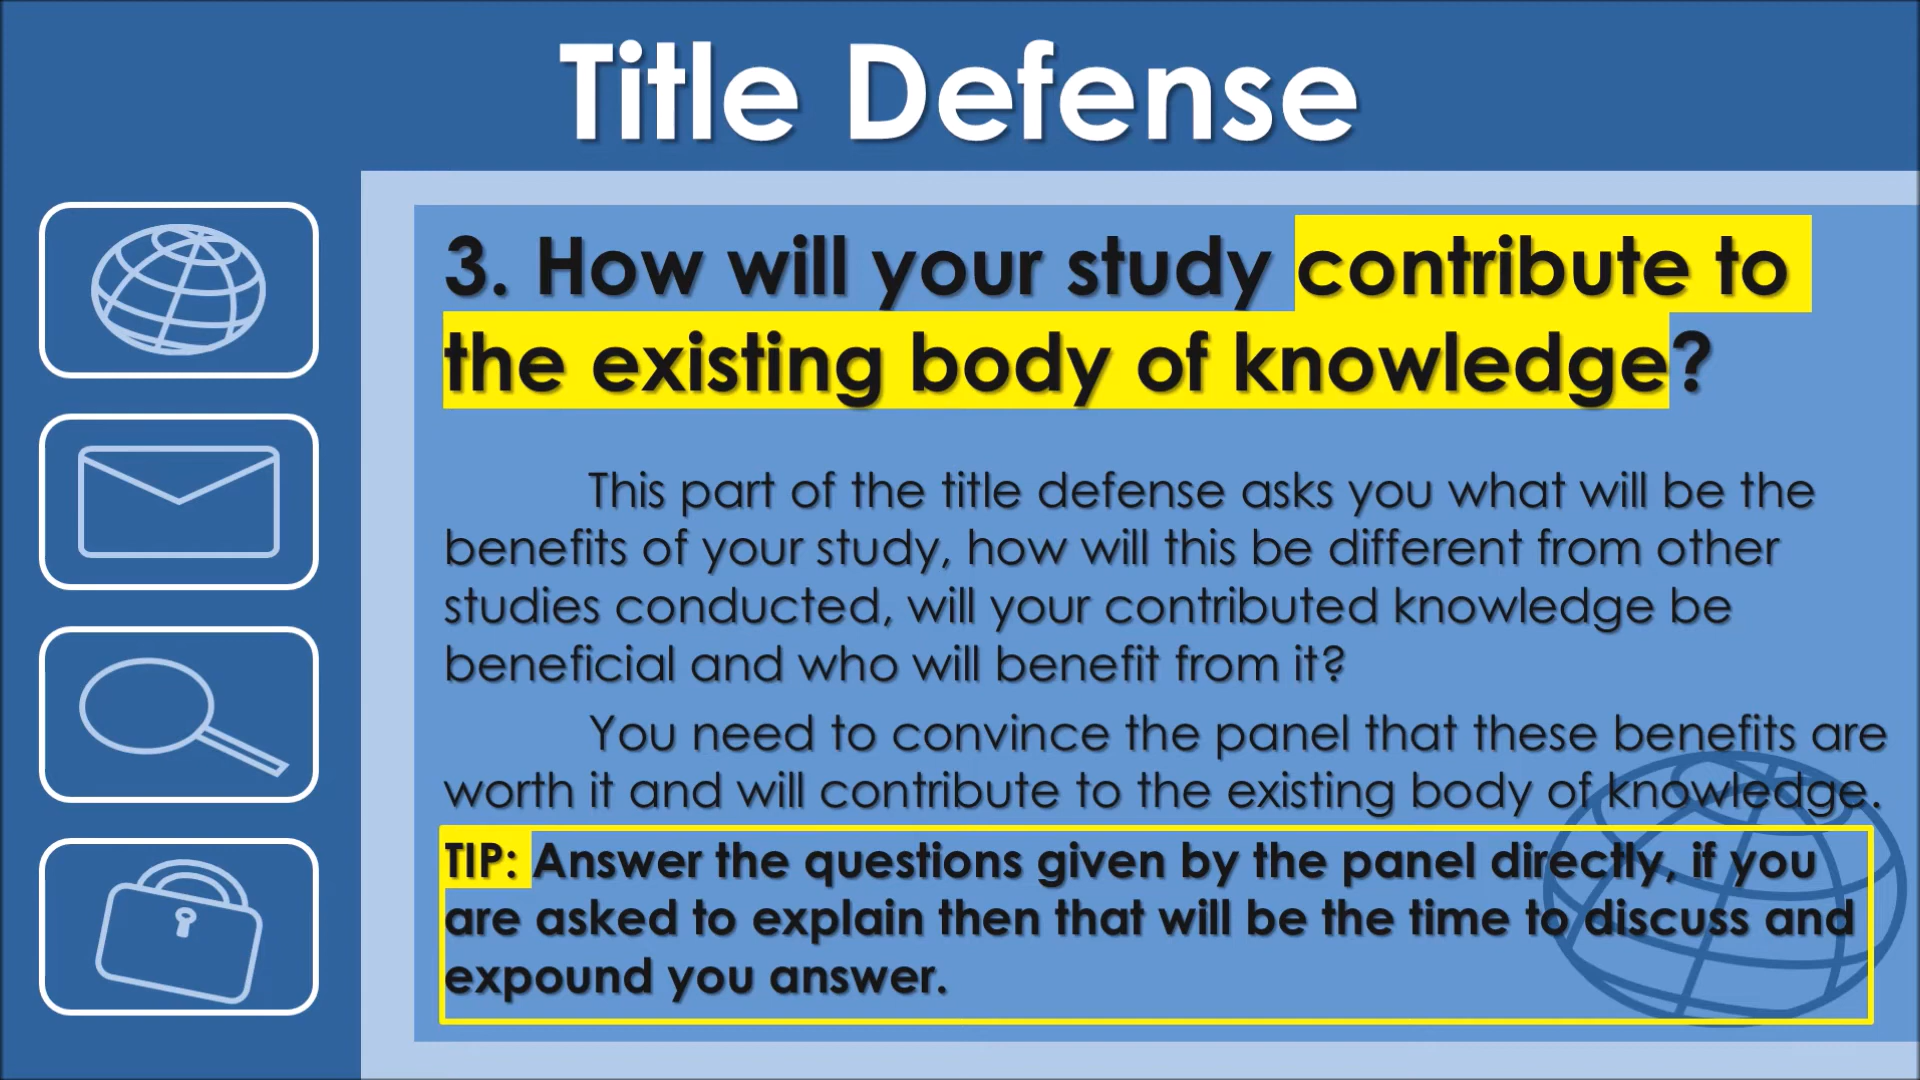 Title Defense
3. How will your study contribute to
the existing body of knowledge?
This part of the title defense asks you what will be the
benefits of your study, how will this be different from other
studies conducted, will your contributed knowledge be
beneficial and who will benefit from it?
You need to convince the panel that these benefits are
worth it and will contribute to the existing body of knowledge.
TIP: Answer the questions given by the panel directly, if you
are asked to explain then that will be the time to discuss and
expound you answer.